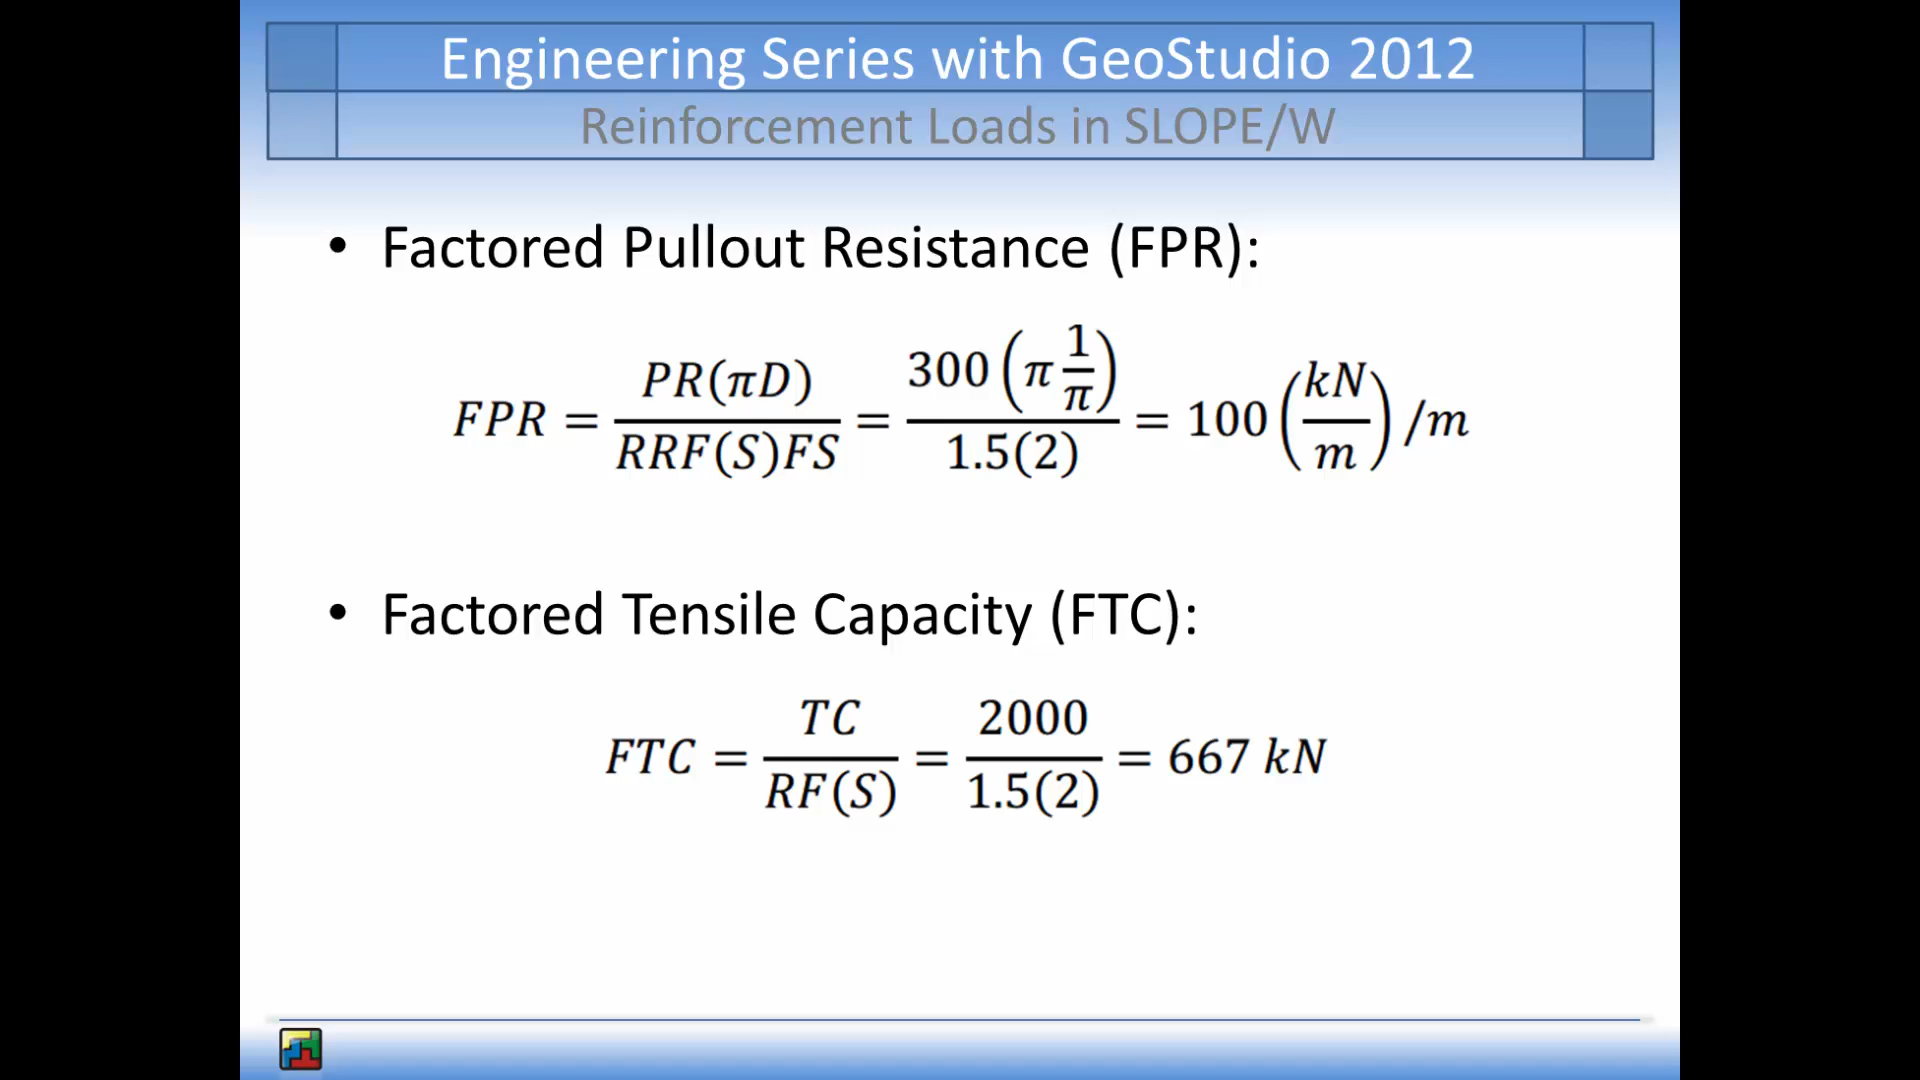 Engineering Series with GeoStudio 2012
Reinforcement Loads in SLOPE/W
• Factored Pullout Resistance (FPR):
FPR = PR(πD) / RRF(S)FS = 300(π 1/π) / 1.5(2) = 100 (kN/m) /m
• Factored Tensile Capacity (FTC):
FTC = TC / RF(S) = 2000 / 1.5(2) = 667 kN